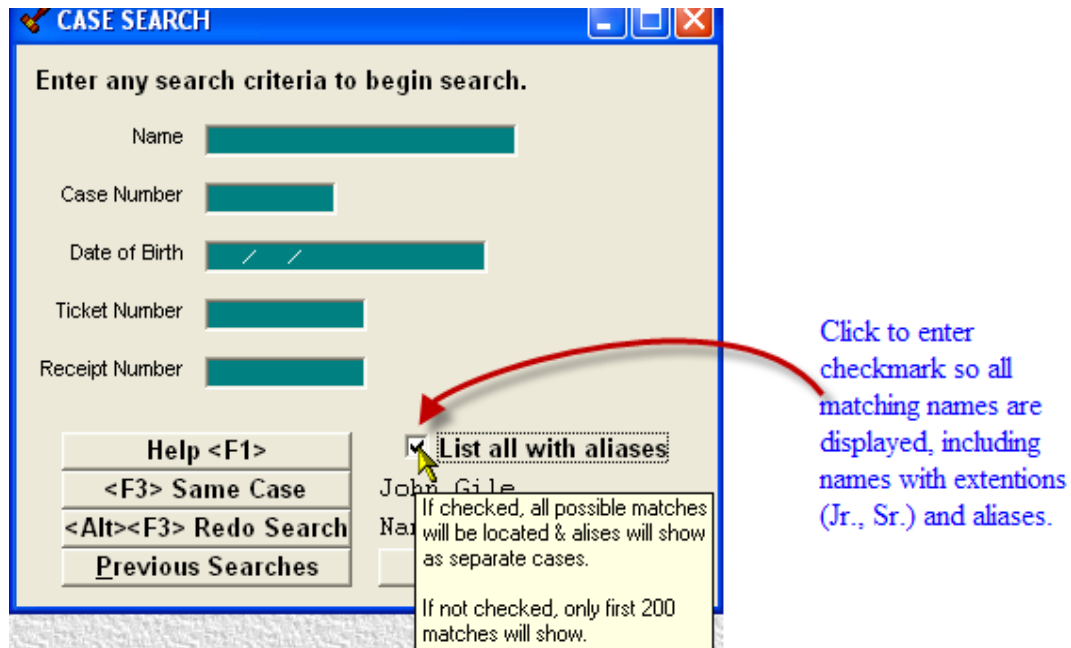 CASE SEARCH
Enter any search criteria to begin search.
Name
Case Number
Date of Birth / /
Ticket Number
Receipt Number
Help <F1>
<F3> Same Case
<Alt><F3> Redo Search
Previous Searches
List all with aliases
John Gile
If checked, all possible matches
will be located & alises will show
as separate cases.
If not checked, only first 200
matches will show.
Click to enter
checkmark so all
matching names are
displayed, including
names with extentions
(Jr., Sr.) and aliases.